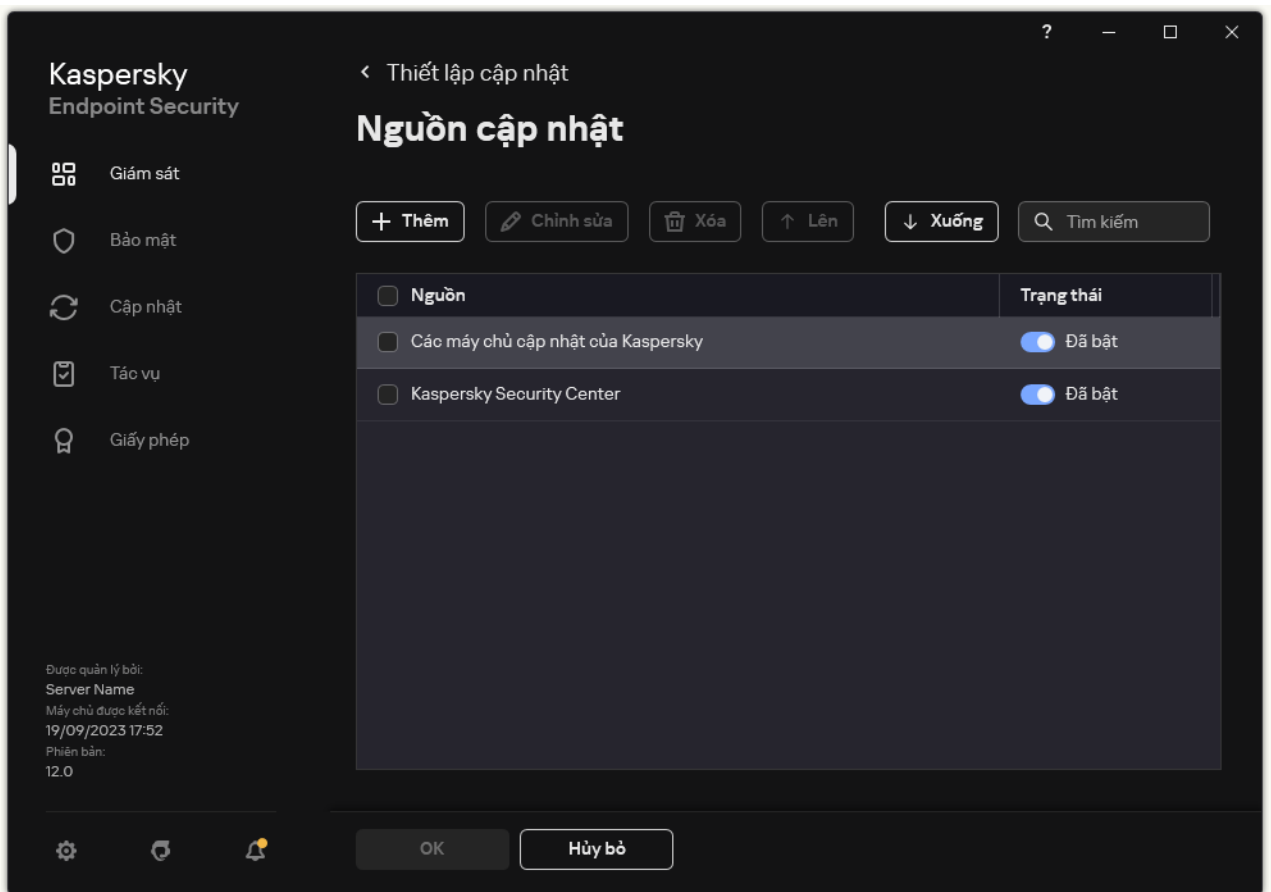 ?
Kaspersky
Endpoint Security
Giám sát
Bảo mật
Cập nhật
Tác vụ
Giấy phép
Được quản lý bởi:
Server Name
Máy chủ được kết nối:
19/09/2023 17:52
Phiên bản:
12.0
Thiết lập cập nhật
Nguồn cập nhật
Thêm Chỉnh sửa Xóa Lên Xuống Tìm kiếm
Nguồn Trạng thái
Các máy chủ cập nhật của Kaspersky Đã bật
Kaspersky Security Center Đã bật
OK Hủy bỏ